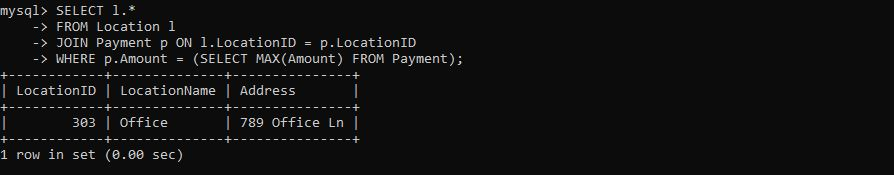 mysql> SELECT l.*
    -> FROM Location l
    -> JOIN Payment p ON l.LocationID = p.LocationID
    -> WHERE p.Amount = (SELECT MAX(Amount) FROM Payment);
+------------+--------------+---------------+
| LocationID | LocationName | Address       |
+------------+--------------+---------------+
|        303 | Office       | 789 Office Ln |
+------------+--------------+---------------+
1 row in set (0.00 sec)